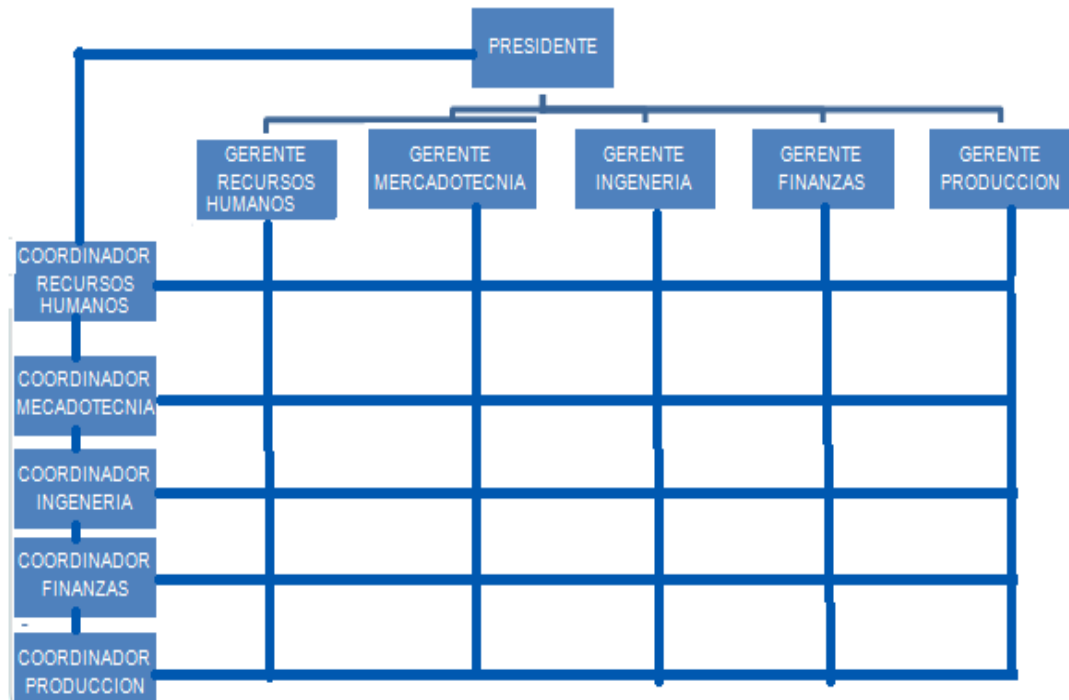 PRESIDENTE
GERENTE
RECURSOS
HUMANOS
GERENTE
MERCADOTECNIA
GERENTE
INGENERIA
GERENTE
FINANZAS
GERENTE
PRODUCCION
COORDINADOR
RECURSOS
HUMANOS
COORDINADOR
MECADOTECNIA
COORDINADOR
INGENERIA
COORDINADOR
FINANZAS
COORDINADOR
PRODUCCION